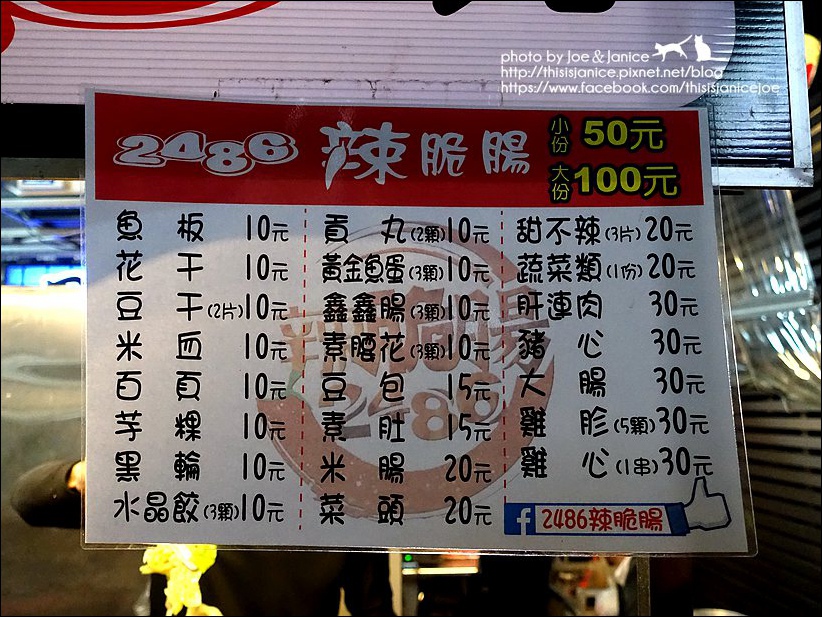 photo by Joe & Janice
http://thisisjanice.pixnet.net/blog
https://www.facebook.com/thisisjanicejoe
2486 辣脆腸 小份 50元
大份 100元
魚板 10元
花干 10元
豆干(2片) 10元
米血 10元
百頁 10元
芋粿 10元
黑輪 10元
水晶餃(3顆) 10元
貢丸(2顆) 10元
黃金魚蛋(3顆) 10元
鑫鑫腸(3顆) 10元
素腰花(3顆) 10元
豆包 15元
素肚 15元
米腸 20元
菜頭 20元
甜不辣(3片) 20元
蔬菜類(1份) 20元
肝連肉 30元
豬心 30元
大腸 30元
雞胗(5顆) 30元
雞心(1串) 30元
f 2486辣脆腸
辣脆腸
2486